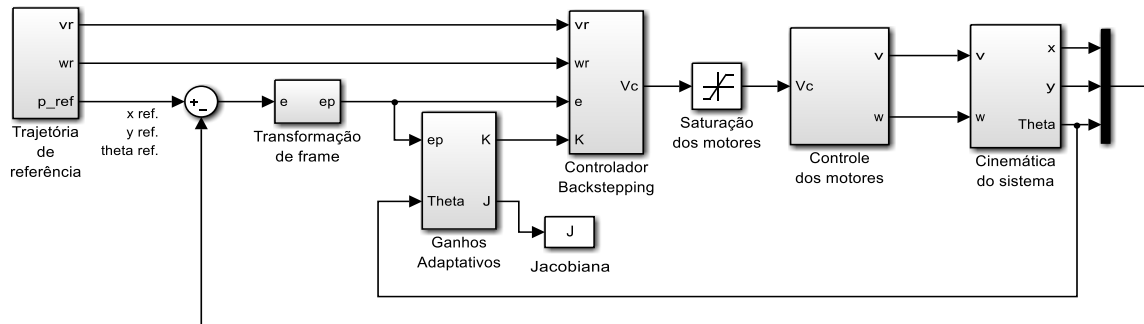 vr
wr
p_ref
Trajetória
de
referência
x ref.
y ref.
theta ref.
+
−
e
ep
Transformação
de frame
ep
K
Theta
J
Ganhos
Adaptativos
J
Jacobiana
vr
wr
e
K
Vc
Controlador
Backstepping
Saturação
dos motores
Vc
v
w
Controle
dos motores
v
w
x
y
Theta
Cinemática
do sistema